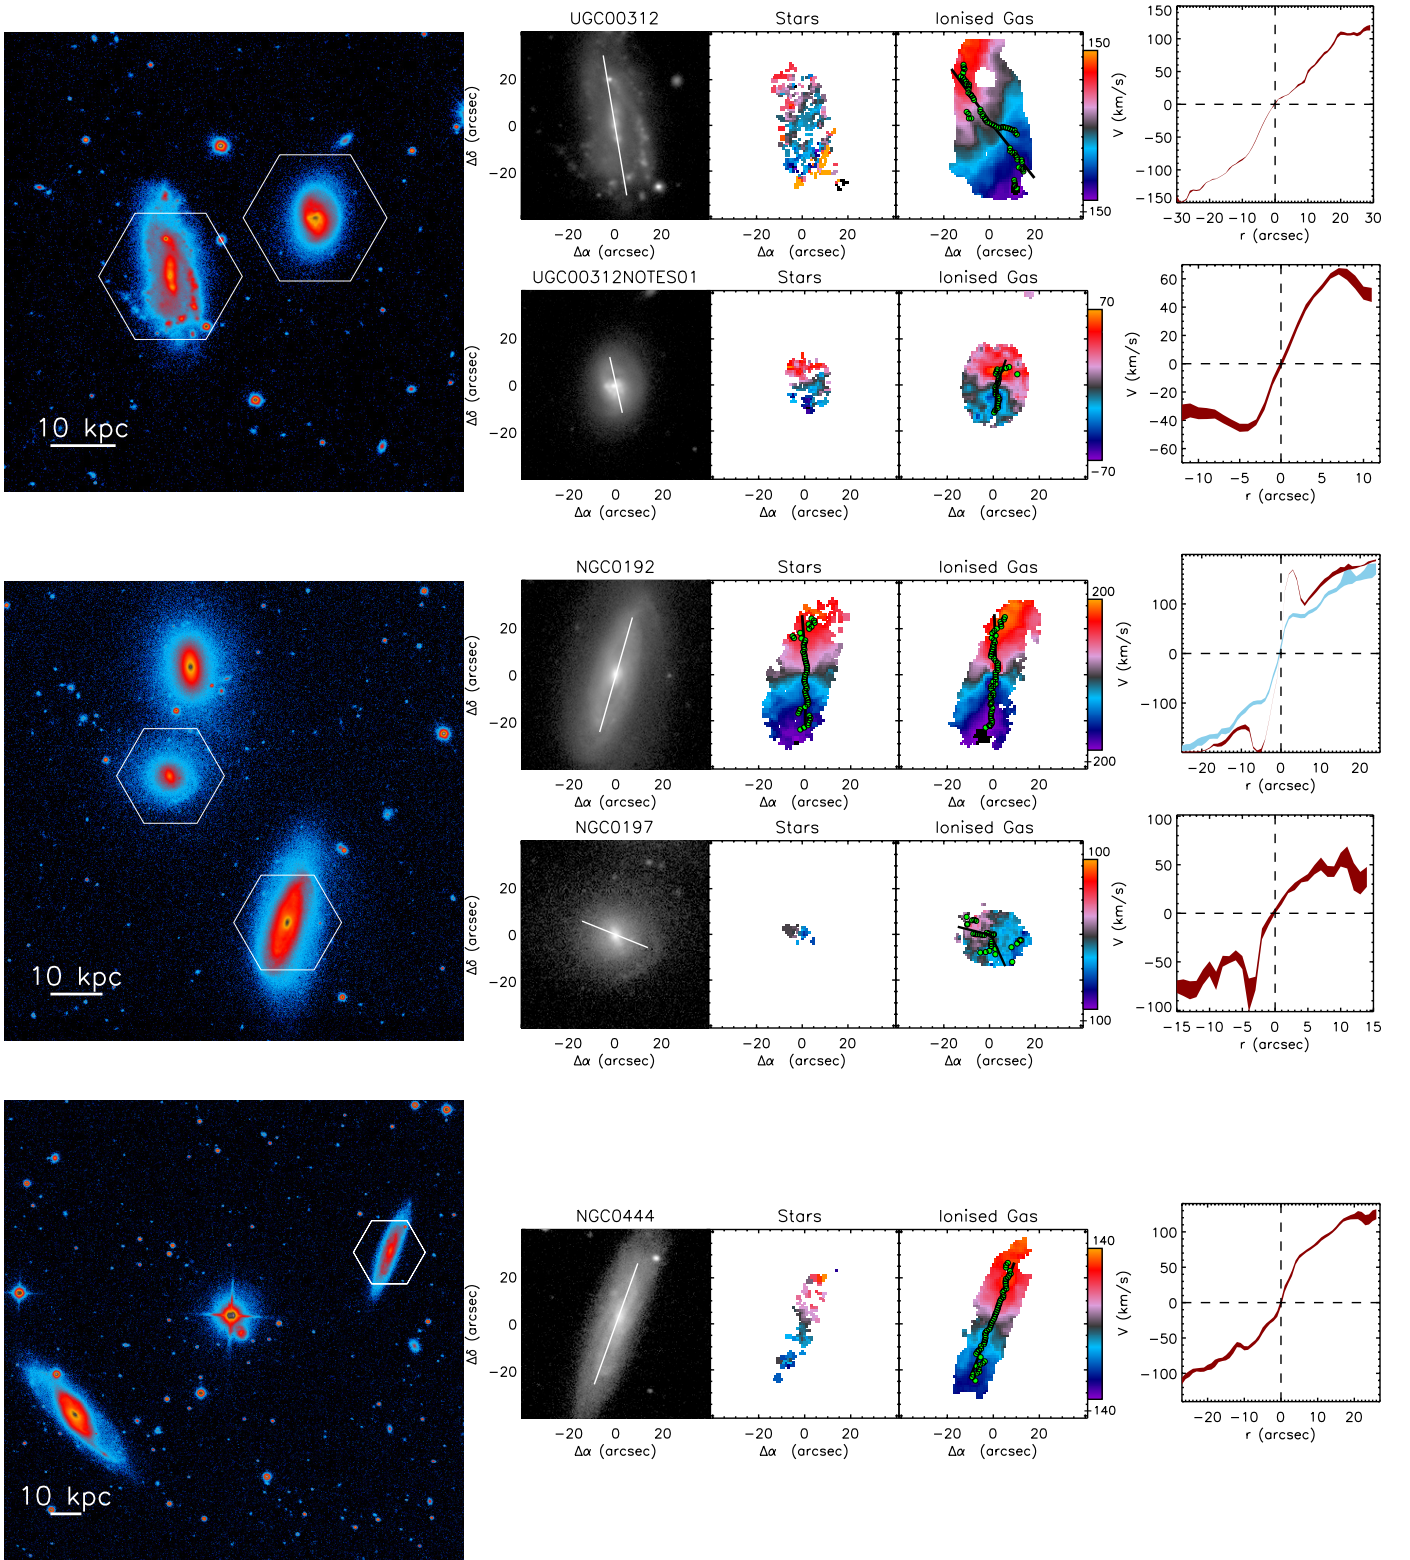 UGC00312 Stars Ionised Gas
10 kpc
Δδ (arcsec)
20
0
−20
−20 0 20
Δα (arcsec)
−20 0 20
Δα (arcsec)
−20 0 20
Δα (arcsec)
150
−150
V (km/s)
150
100
50
0
−50
−100
−150
−30 −20 −10 0 10 20 30
r (arcsec)
UGC00312NOTES01 Stars Ionised Gas
Δδ (arcsec)
20
0
−20
−20 0 20
Δα (arcsec)
−20 0 20
Δα (arcsec)
−20 0 20
Δα (arcsec)
70
−70
V (km/s)
60
40
20
0
−20
−40
−60
−10 −5 0 5 10
r (arcsec)
NGC0192 Stars Ionised Gas
10 kpc
Δδ (arcsec)
20
0
−20
−20 0 20
Δα (arcsec)
−20 0 20
Δα (arcsec)
−20 0 20
Δα (arcsec)
200
−200
V (km/s)
100
0
−100
−20 −10 0 10 20
r (arcsec)
NGC0197 Stars Ionised Gas
Δδ (arcsec)
20
0
−20
−20 0 20
Δα (arcsec)
−20 0 20
Δα (arcsec)
−20 0 20
Δα (arcsec)
100
−100
V (km/s)
100
50
0
−50
−100
−15 −10 −5 0 5 10 15
r (arcsec)
NGC0444 Stars Ionised Gas
10 kpc
Δδ (arcsec)
20
0
−20
−20 0 20
Δα (arcsec)
−20 0 20
Δα (arcsec)
−20 0 20
Δα (arcsec)
140
−140
V (km/s)
100
50
0
−50
−100
−20 −10 0 10 20
r (arcsec)